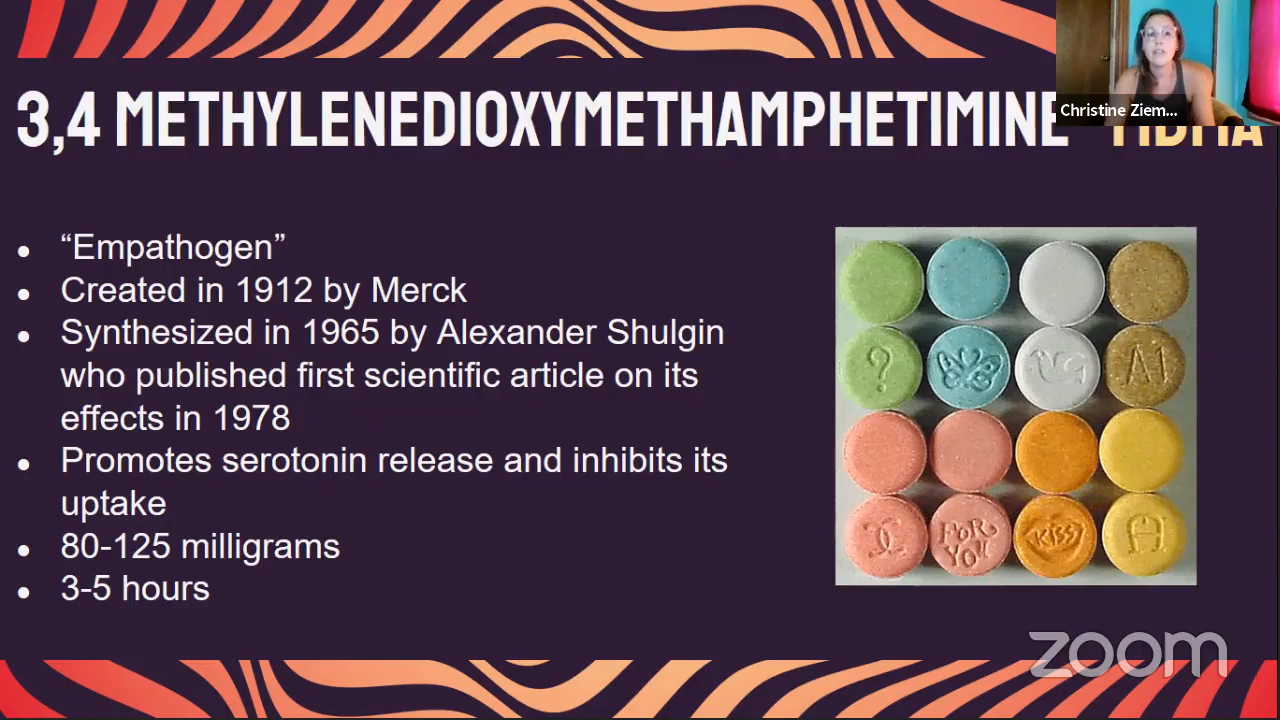 3,4 METHYLENEDIOXYMETHAMPHETIMINE
Christine Ziem...
“Empathogen”
Created in 1912 by Merck
Synthesized in 1965 by Alexander Shulgin
who published first scientific article on its
effects in 1978
Promotes serotonin release and inhibits its
uptake
80-125 milligrams
3-5 hours
?
A1
FOR
YOU
KISS
A
zoom